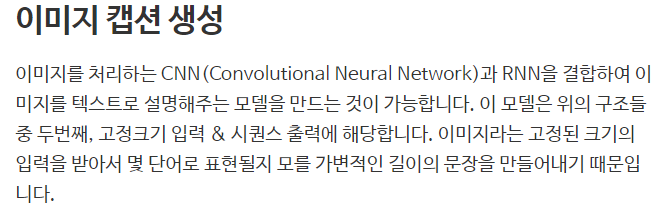 이미지 캡션 생성
이미지를 처리하는 CNN(Convolutional Neural Network)과 RNN을 결합하여 이
미지를 텍스트로 설명해주는 모델을 만드는 것이 가능합니다. 이 모델은 위의 구조들
중 두번째, 고정크기 입력 & 시퀀스 출력에 해당합니다. 이미지라는 고정된 크기의
입력을 받아서 몇 단어로 표현될지 모를 가변적인 길이의 문장을 만들어내기 때문입
니다.